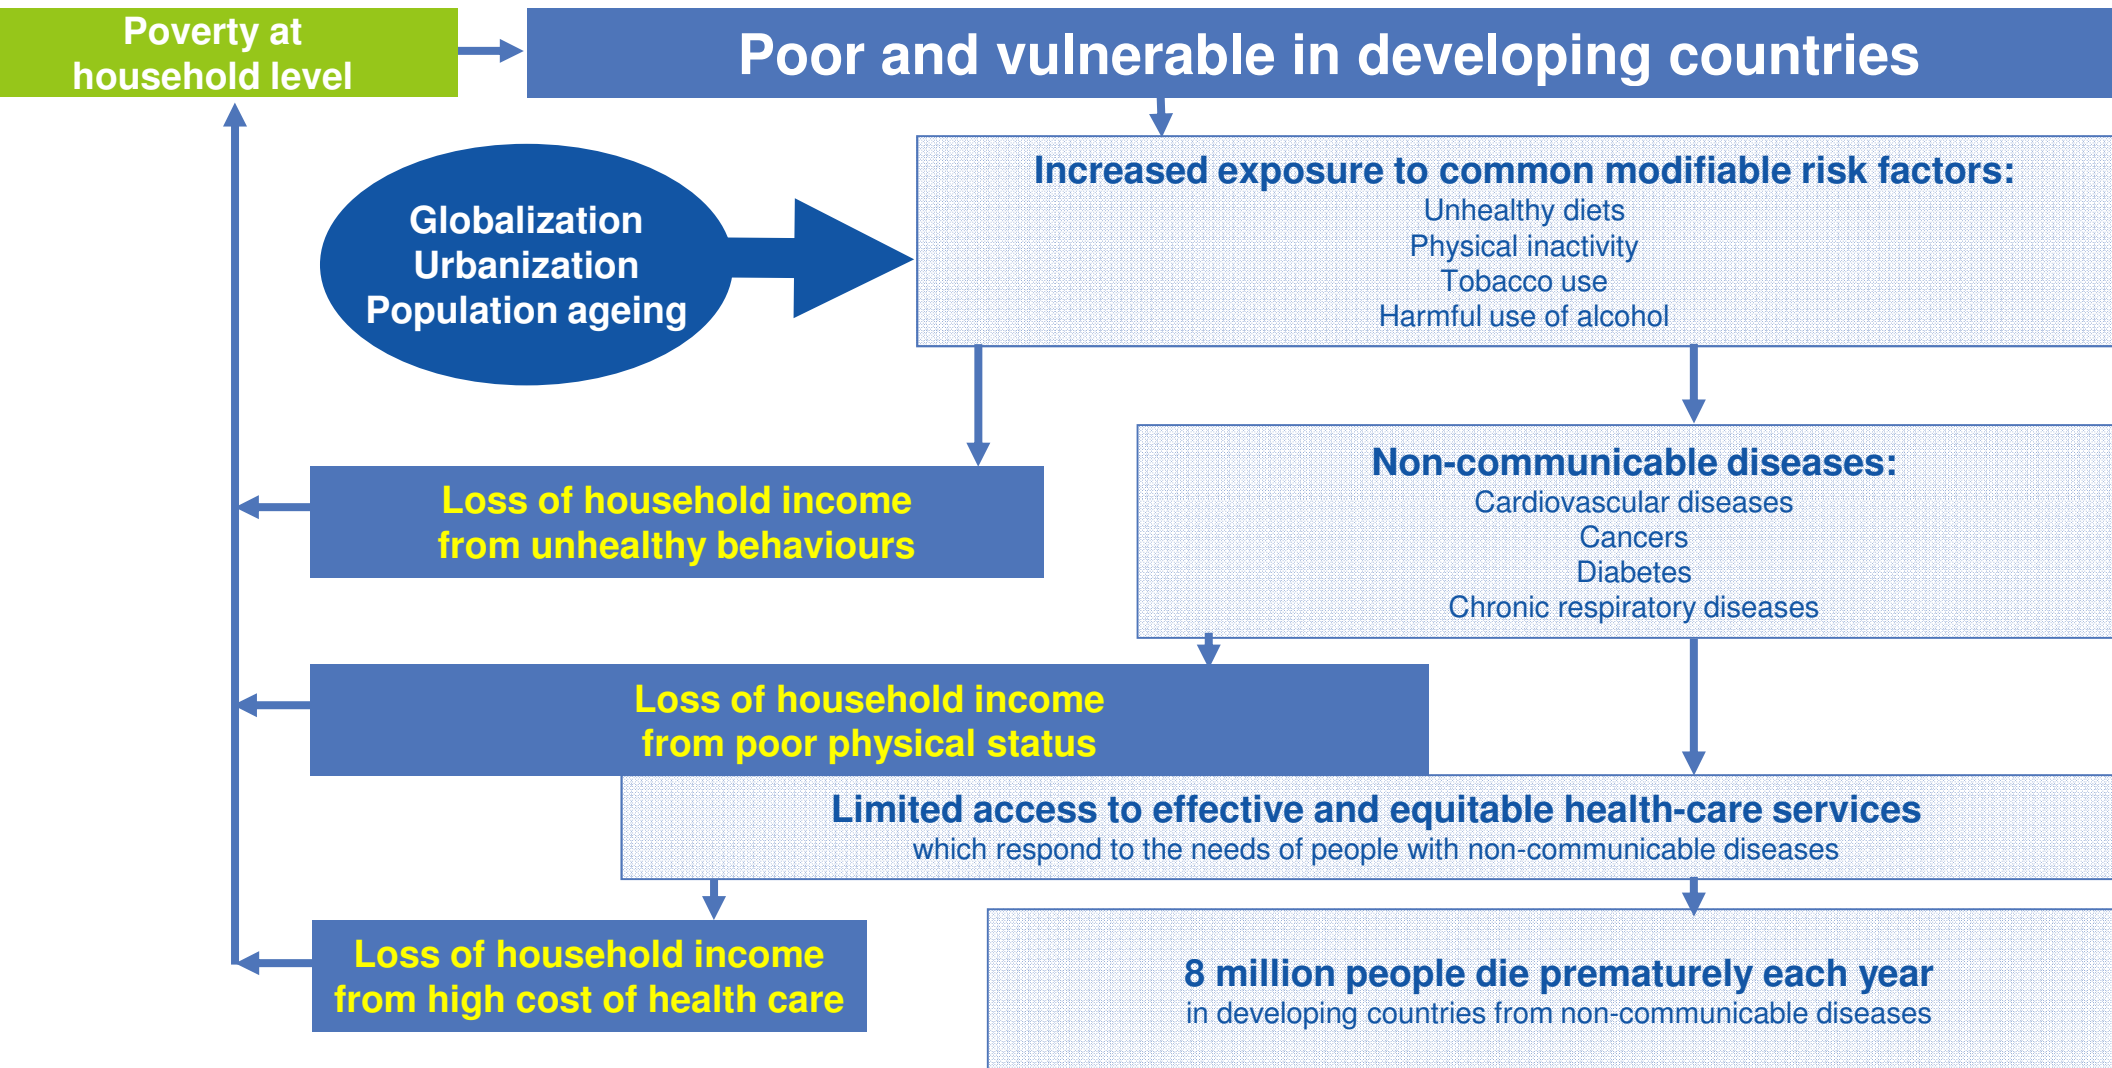 Poverty at
household level
Poor and vulnerable in developing countries
Globalization
Urbanization
Population ageing
Increased exposure to common modifiable risk factors:
Unhealthy diets
Physical inactivity
Tobacco use
Harmful use of alcohol
Loss of household income
from unhealthy behaviours
Non-communicable diseases:
Cardiovascular diseases
Cancers
Diabetes
Chronic respiratory diseases
Loss of household income
from poor physical status
Limited access to effective and equitable health-care services
which respond to the needs of people with non-communicable diseases
Loss of household income
from high cost of health care
8 million people die prematurely each year
in developing countries from non-communicable diseases